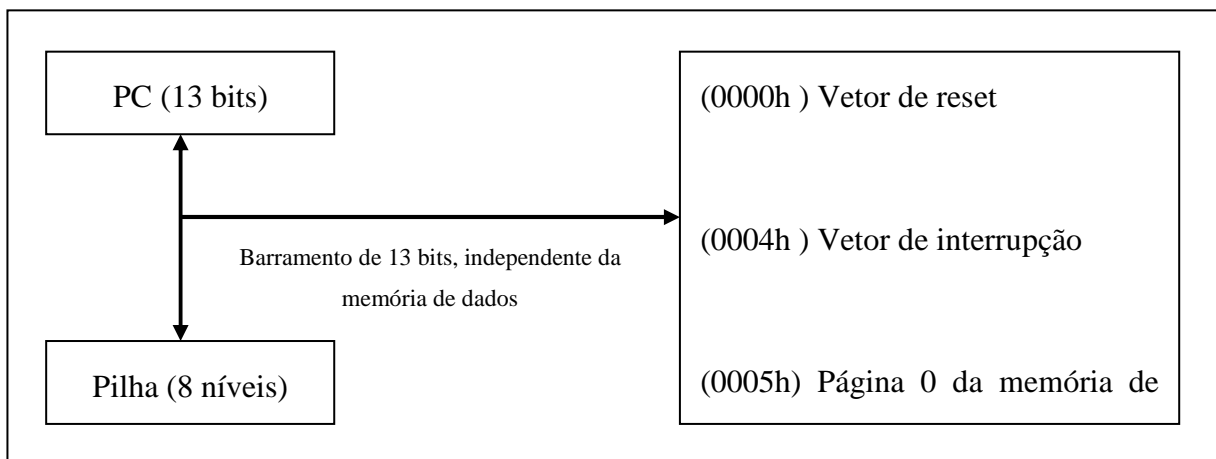 PC (13 bits)
(0000h ) Vetor de reset
(0004h ) Vetor de interrupção
Barramento de 13 bits, independente da
memória de dados
Pilha (8 níveis)
(0005h) Página 0 da memória de